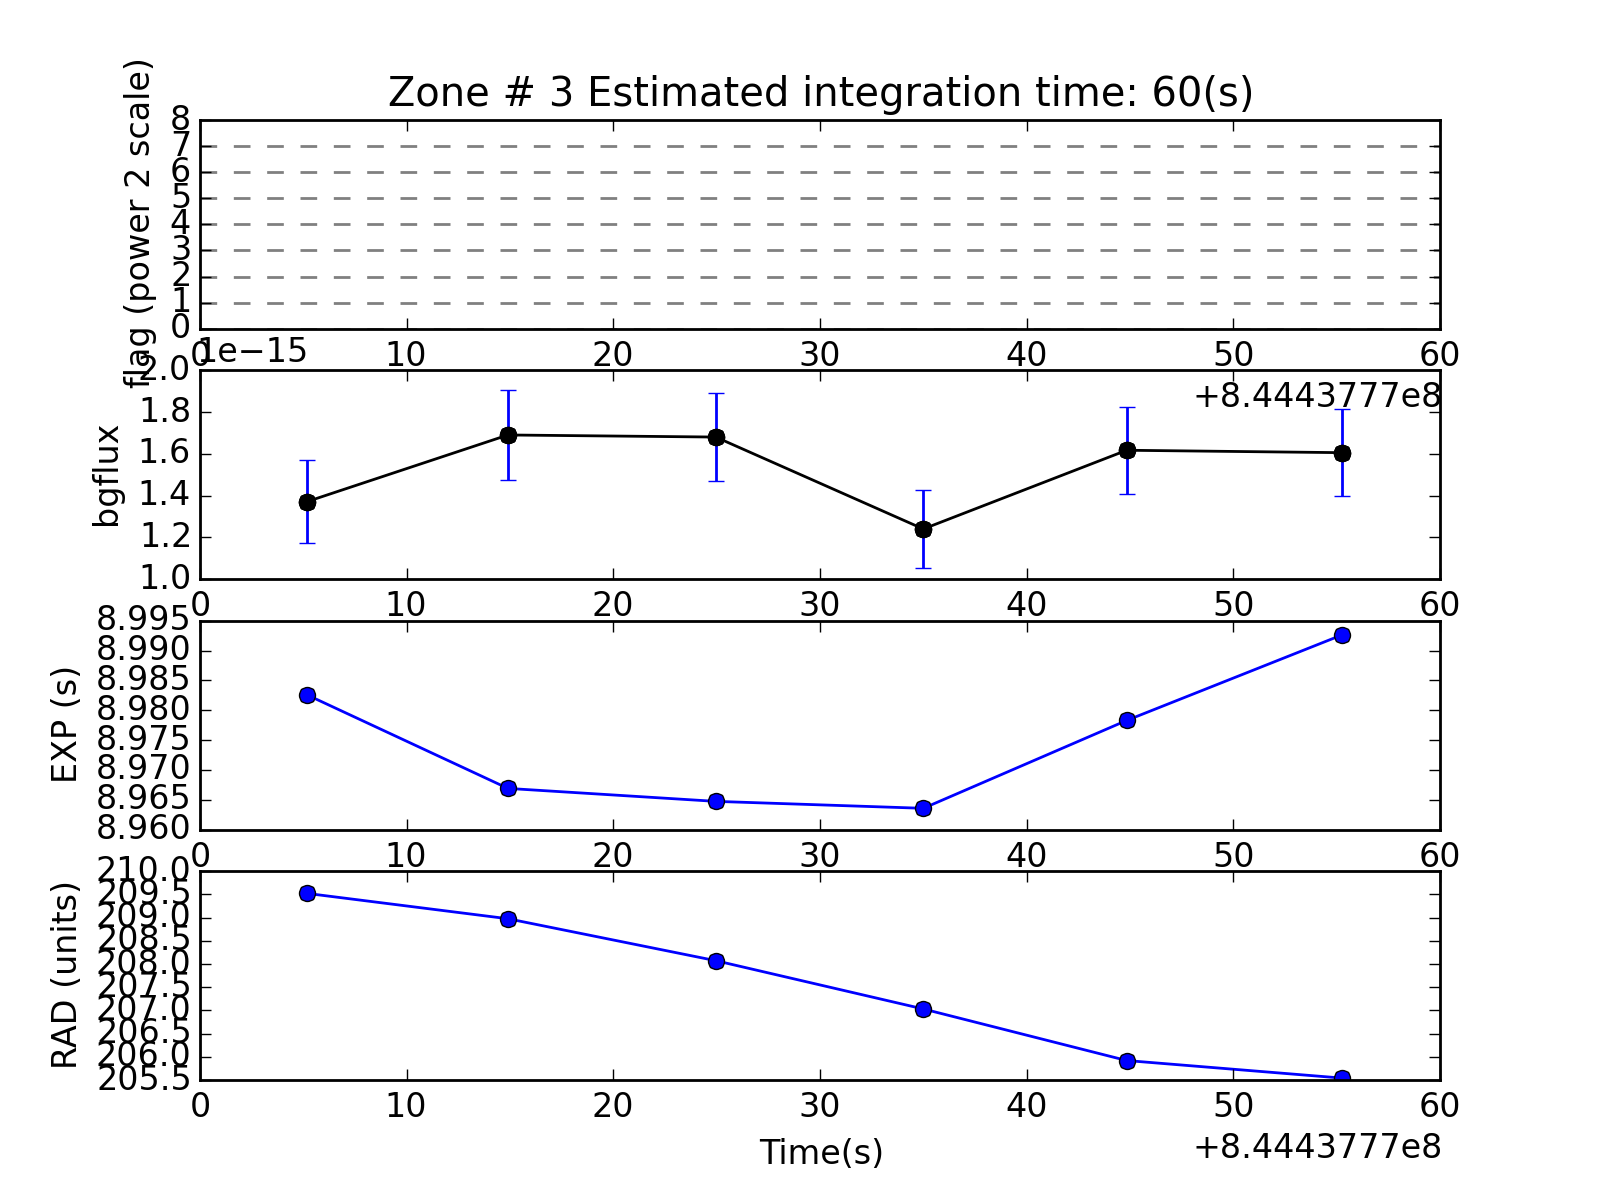 Zone # 3 Estimated integration time: 60(s)
flag (power 2 scale)
8
7
6
5
4
3
2
1
0
0 10 20 30 40 50 60
1e−15
+8.4443777e8
bgflux
2.0
1.8
1.6
1.4
1.2
1.0
0 10 20 30 40 50 60
EXP (s)
8.995
8.990
8.985
8.980
8.975
8.970
8.965
8.960
0 10 20 30 40 50 60
RAD (units)
210.0
209.5
209.0
208.5
208.0
207.5
207.0
206.5
206.0
205.5
0 10 20 30 40 50 60
Time(s)
+8.4443777e8